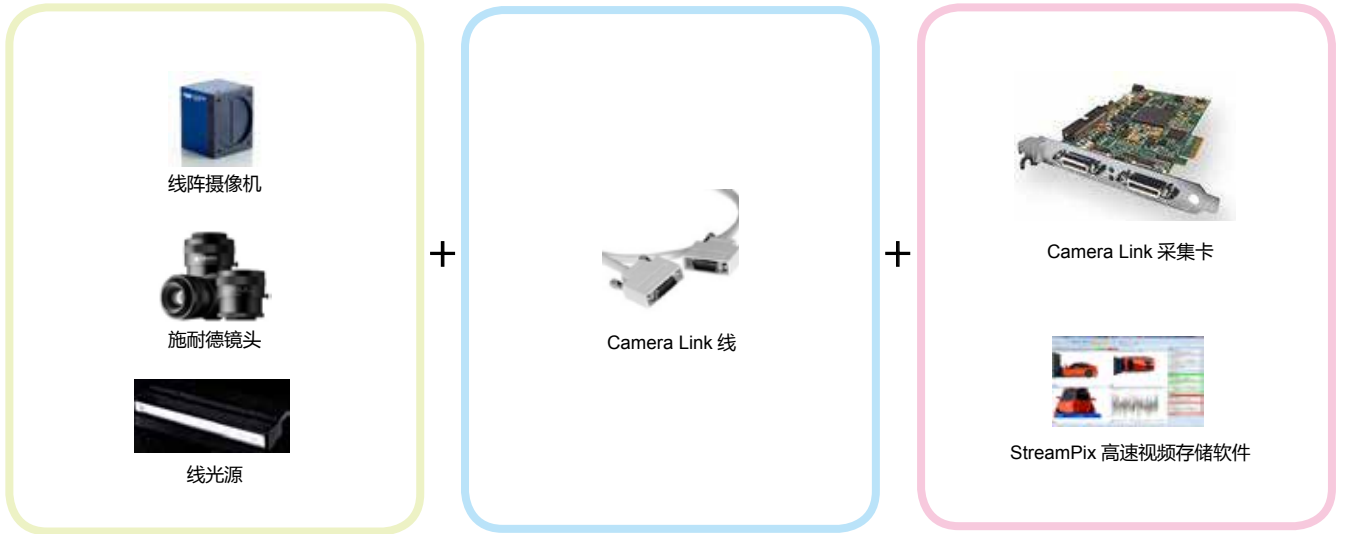 线阵摄像机
施耐德镜头
线光源
+
Camera Link 线
+
Camera Link 采集卡
StreamPix 高速视频存储软件